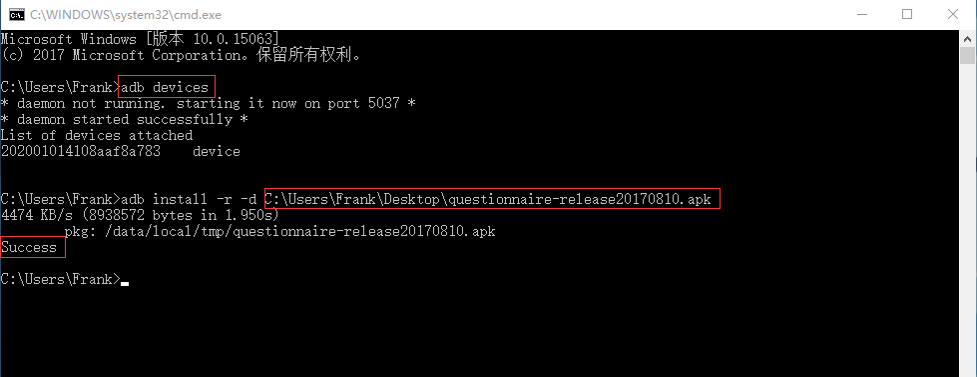 C:\WINDOWS\system32\cmd.exe
Microsoft Windows [版本 10.0.15063]
(c) 2017 Microsoft Corporation。保留所有权利。
C:\Users\Frank>adb devices
* daemon not running. starting it now on port 5037 *
* daemon started successfully *
List of devices attached
202001014108aaf8a783    device
C:\Users\Frank>adb install -r -d C:\Users\Frank\Desktop\questionnaire-release20170810.apk
4474 KB/s (8938572 bytes in 1.950s)
        pkg: /data/local/tmp/questionnaire-release20170810.apk
Success
C:\Users\Frank>